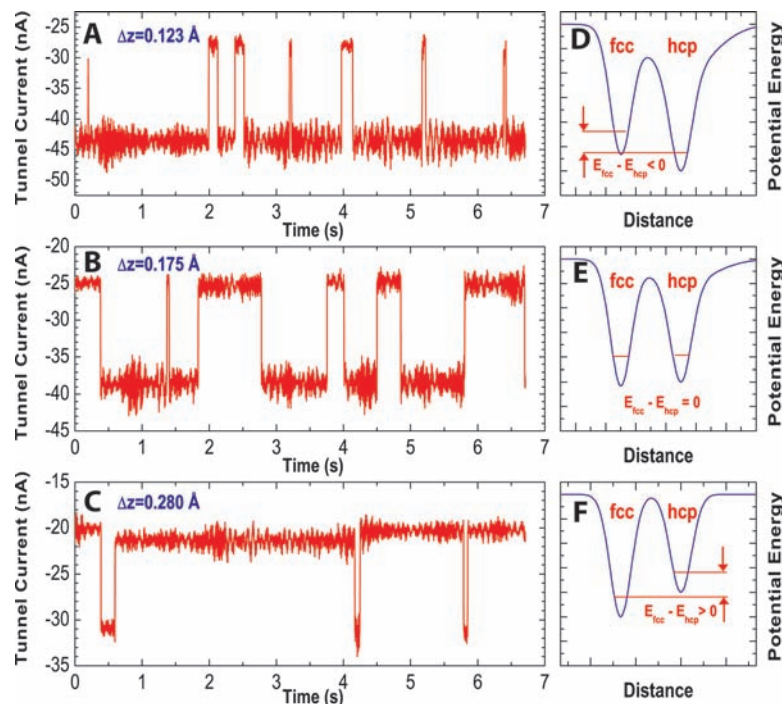 A Δz=0.123 Å
Tunnel Current (nA)
-25
-30
-35
-40
-45
-50
0 1 2 3 4 5 6 7
Time (s)
D
fcc hcp
E_fcc - E_hcp < 0
Potential Energy
Distance
B Δz=0.175 Å
Tunnel Current (nA)
-20
-25
-30
-35
-40
-45
0 1 2 3 4 5 6 7
Time (s)
E
fcc hcp
E_fcc - E_hcp = 0
Potential Energy
Distance
C Δz=0.280 Å
Tunnel Current (nA)
-15
-20
-25
-30
-35
0 1 2 3 4 5 6 7
Time (s)
F
fcc hcp
E_fcc - E_hcp > 0
Potential Energy
Distance